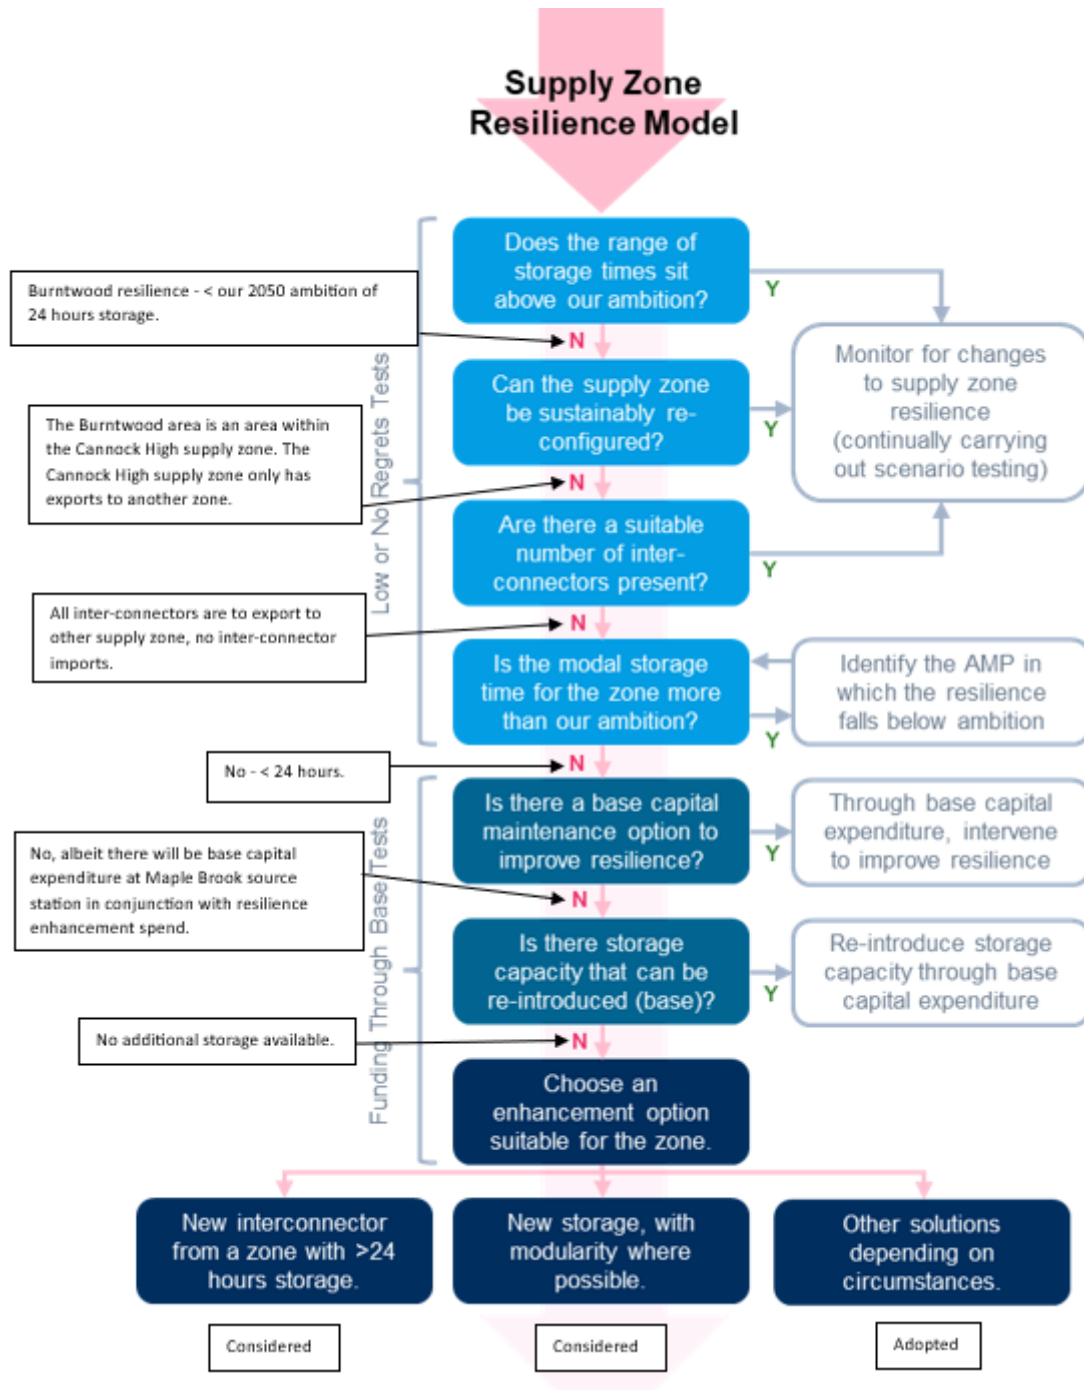 Supply Zone
Resilience Model
Does the range of
storage times sit
above our ambition?
Y
Burntwood resilience - < our 2050 ambition of
24 hours storage.
N
Monitor for changes
to supply zone
resilience
(continually carrying
out scenario testing)
Can the supply zone
be sustainably re-
configured?
Y
The Burntwood area is an area within
the Cannock High supply zone. The
Cannock High supply zone only has
exports to another zone.
N
Low or No Regrets Tests
Are there a suitable
number of inter-
connectors present?
Y
All inter-connectors are to export to
other supply zone, no inter-connector
imports.
N
Is the modal storage
time for the zone more
than our ambition?
Y
Identify the AMP in
which the resilience
falls below ambition
No - < 24 hours.
N
Is there a base capital
maintenance option to
improve resilience?
Y
Through base capital
expenditure, intervene
to improve resilience
No, albeit there will be base capital
expenditure at Maple Brook source
station in conjunction with resilience
enhancement spend.
N
Funding Through Base Tests
Is there storage
capacity that can be
re-introduced (base)?
Y
Re-introduce storage
capacity through base
capital expenditure
No additional storage available.
N
Choose an
enhancement option
suitable for the zone.
New interconnector
from a zone with >24
hours storage.
New storage, with
modularity where
possible.
Other solutions
depending on
circumstances.
Considered
Considered
Adopted